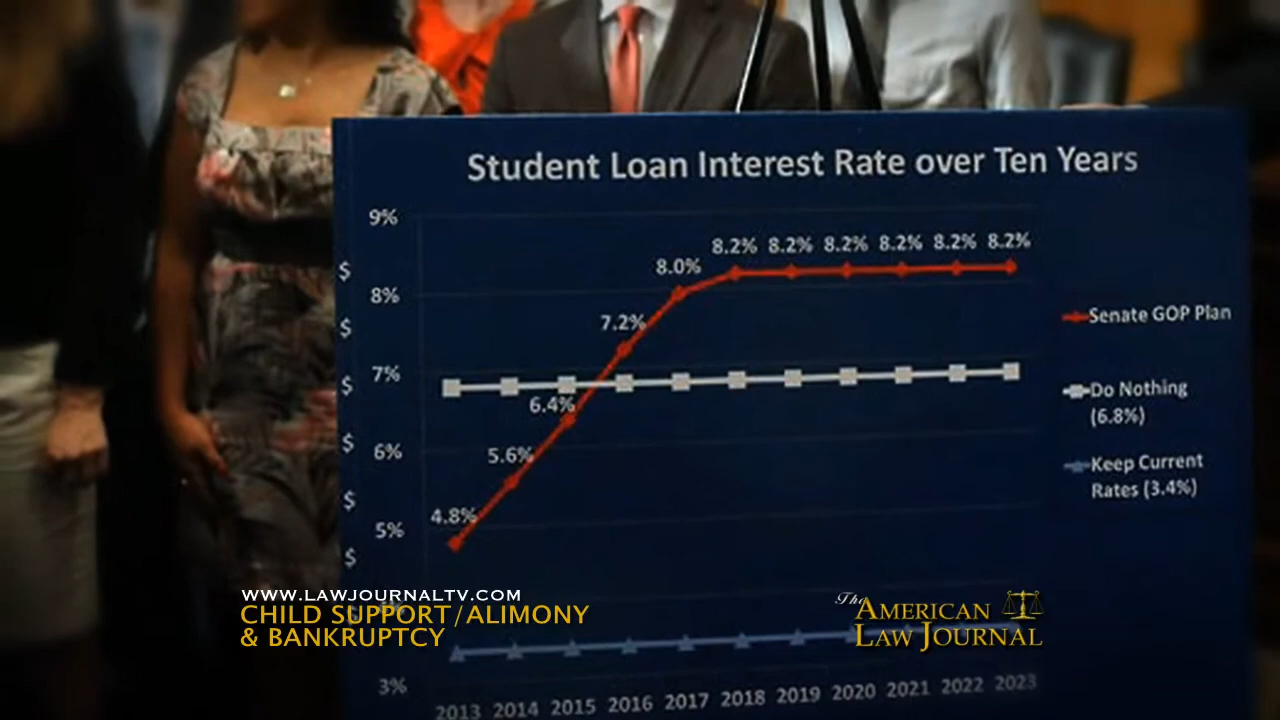 Student Loan Interest Rate over Ten Years
9%
8.2% 8.2% 8.2% 8.2% 8.2% 8.2%
8.0%
$
8%
Senate GOP Plan
7.2%
$
7%
$
Do Nothing
(6.8%)
6.4%
$
6%
5.6%
Keep Current
Rates (3.4%)
$
4.8%
5%
$
WWW.LAWJOURNALTV.COM
CHILD SUPPORT/ALIMONY
& BANKRUPTCY
The
AMERICAN
LAW JOURNAL
3%
2013 2014 2015 2016 2017 2018 2019 2020 2021 2022 2023